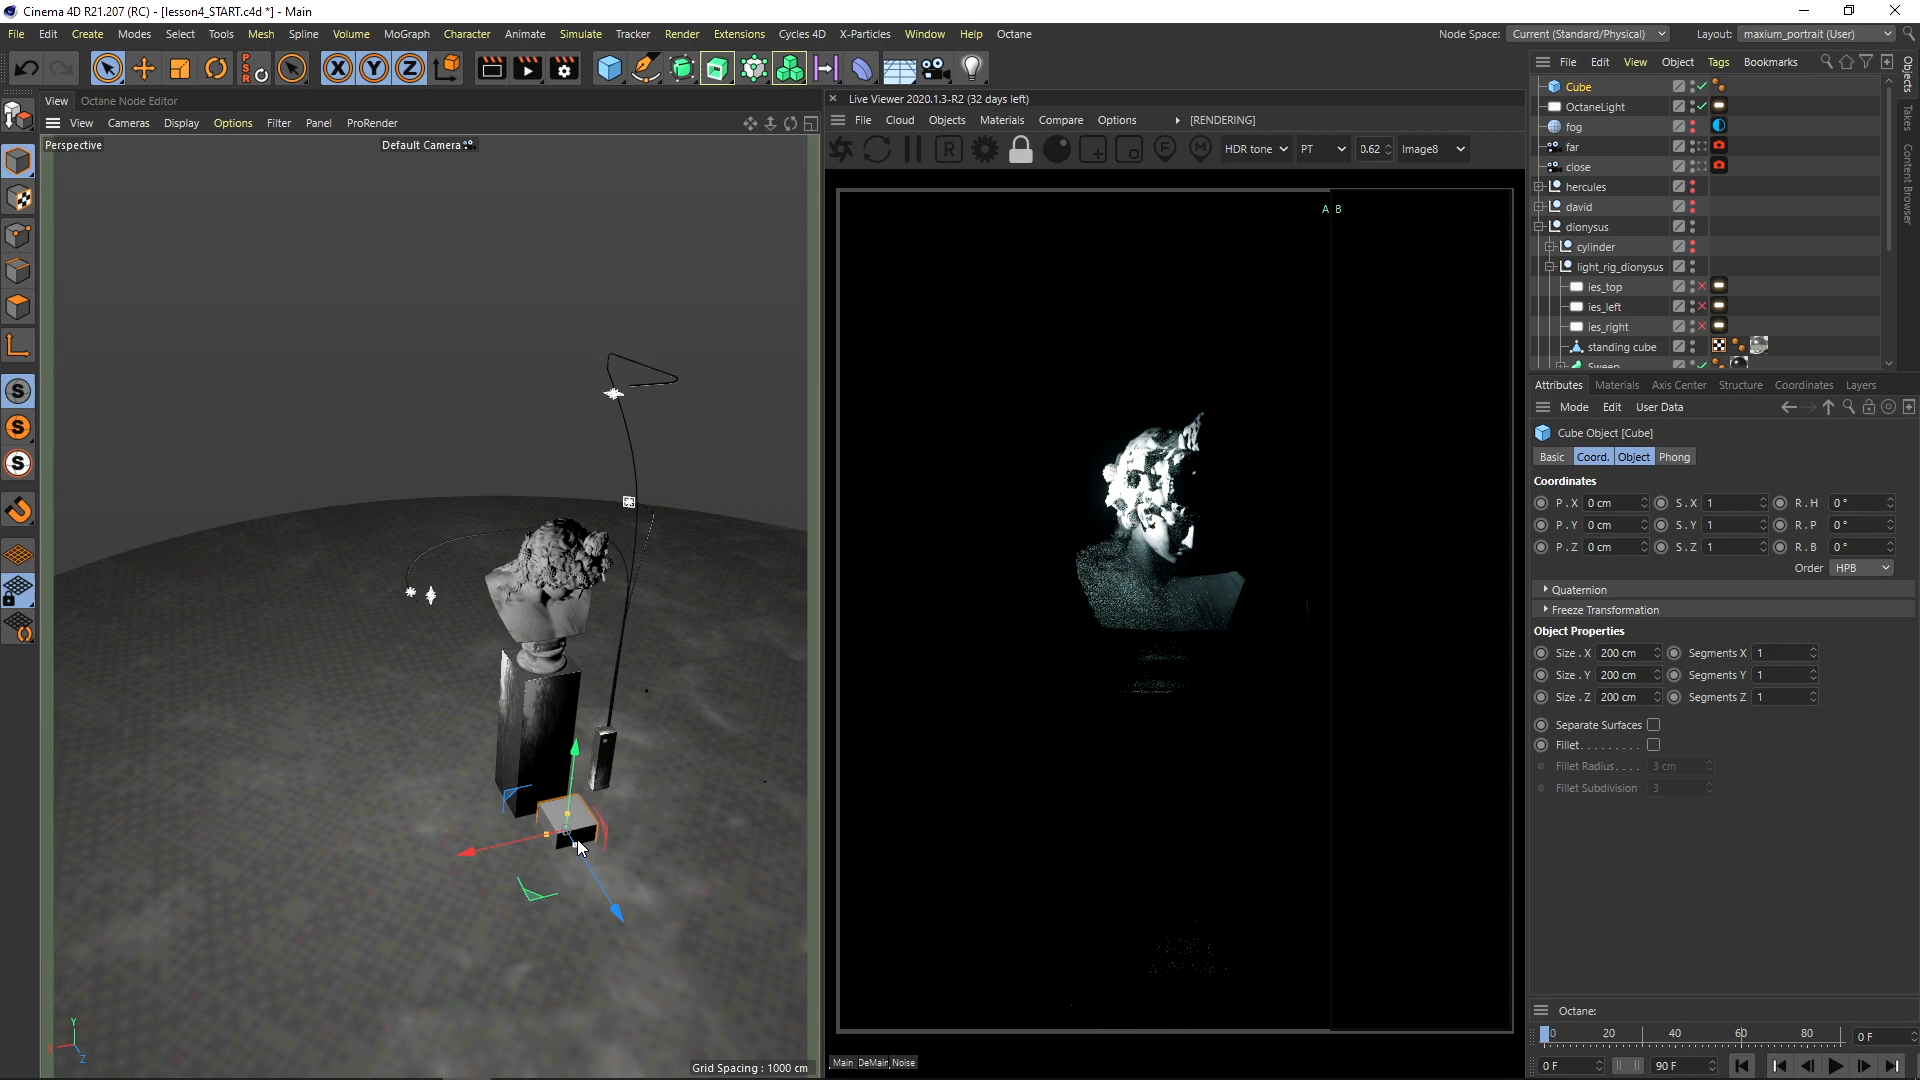 Cinema 4D R21.207 (RC) - [lesson4_START.c4d *] - Main
File Edit Create Modes Select Tools Mesh Spline Volume MoGraph Character Animate Simulate Tracker Render Extensions Cycles 4D X-Particles Window Help Octane Node Space: Current (Standard/Physical) Layout: maxium_portrait (User)
P S R X Y Z
File Edit View Object Tags Bookmarks
View Octane Node Editor
View Cameras Display Options Filter Panel ProRender
Perspective Default Camera
Live Viewer 2020.1.3-R2 (32 days left)
File Cloud Objects Materials Compare Options [RENDERING]
R F M HDR tone PT 0.62 Image8
A B
Cube
OctaneLight
fog
far
close
hercules
david
dionysus
cylinder
light_rig_dionysus
ies_top
ies_left
ies_right
standing cube
Sweep
Objects
Takes
Content Browser
Attributes Materials Axis Center Structure Coordinates Layers
Mode Edit User Data
Cube Object [Cube]
Basic Coord. Object Phong
Coordinates
P . X 0 cm S . X 1 R . H 0 °
P . Y 0 cm S . Y 1 R . P 0 °
P . Z 0 cm S . Z 1 R . B 0 °
Order HPB
Quaternion
Freeze Transformation
Object Properties
Size . X 200 cm Segments X 1
Size . Y 200 cm Segments Y 1
Size . Z 200 cm Segments Z 1
Separate Surfaces
Fillet . . . . . . . . .
Fillet Radius . . . . 3 cm
Fillet Subdivision 3
S
S
S
Y
X
Z
Grid Spacing : 1000 cm
Main DeMain Noise
Octane:
0 20 40 60 80 0 F
0 F 90 F